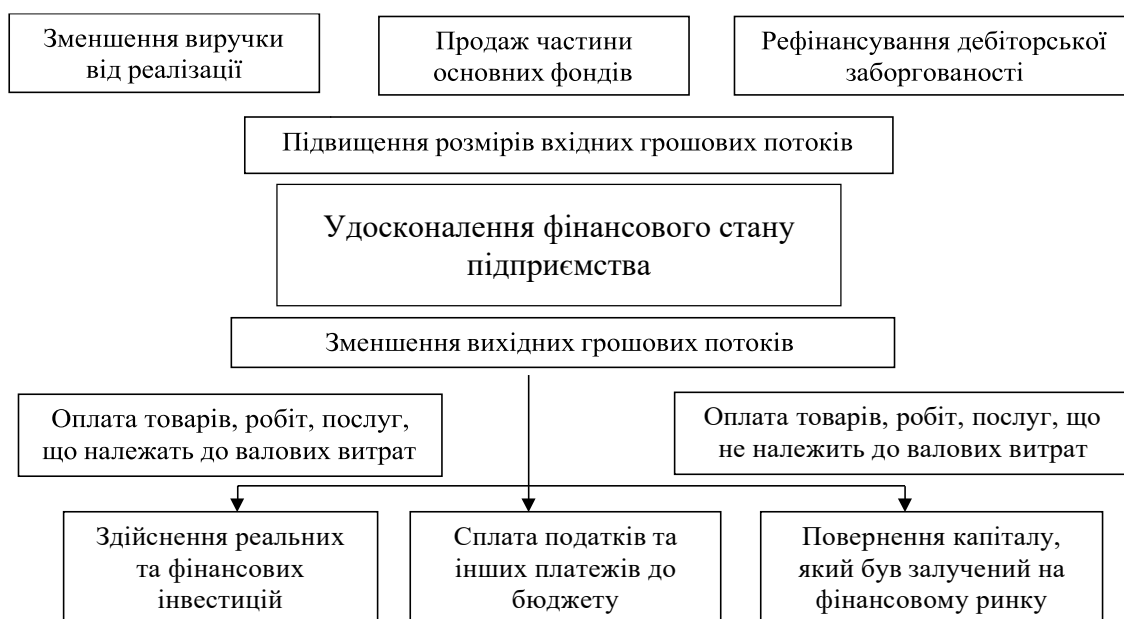 Зменшення виручки
від реалізації
Продаж частини
основних фондів
Рефінансування дебіторської
заборгованості
Підвищення розмірів вхідних грошових потоків
Удосконалення фінансового стану
підприємства
Зменшення вихідних грошових потоків
Оплата товарів, робіт, послуг,
що належать до валових витрат
Оплата товарів, робіт, послуг, що
не належить до валових витрат
Здійснення реальних
та фінансових
інвестицій
Сплата податків та
інших платежів до
бюджету
Повернення капіталу,
який був залучений на
фінансовому ринку